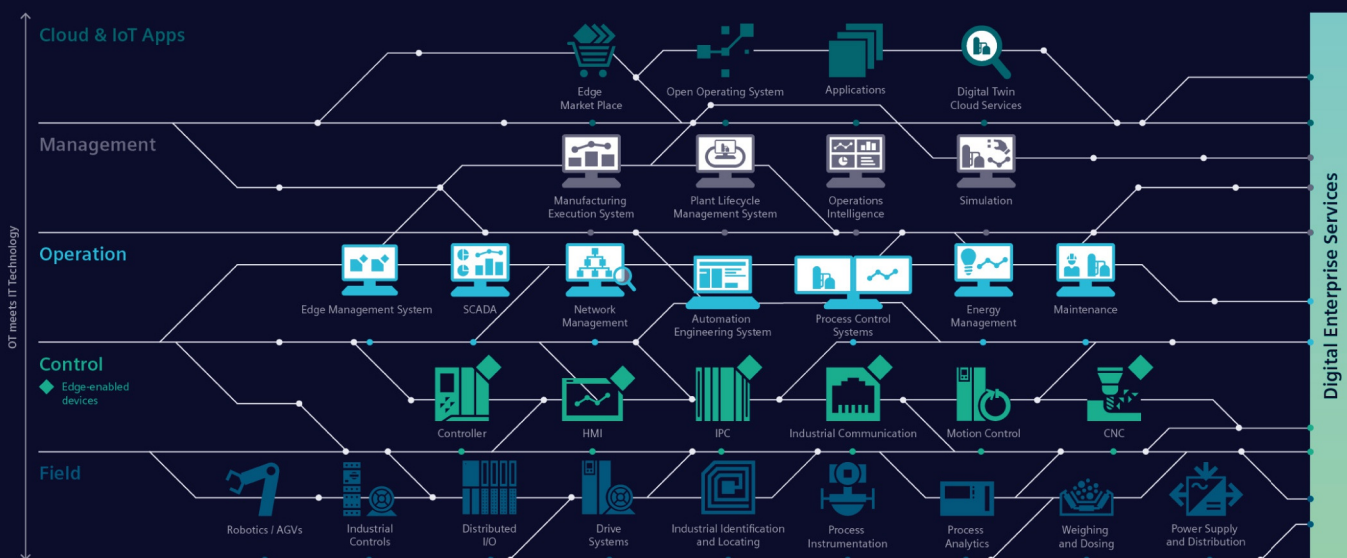 Cloud & IoT Apps
Edge
Market Place
Open Operating System
Applications
Digital Twin
Cloud Services
Management
Manufacturing
Execution System
Plant Lifecycle
Management System
Operations
Intelligence
Simulation
Operation
Edge Management System
SCADA
Network
Management
Automation
Engineering System
Process Control
Systems
Energy
Management
Maintenance
Control
Edge-enabled
devices
Controller
HMI
IPC
Industrial Communication
Motion Control
CNC
Field
Robotics / AGVs
Industrial
Controls
Distributed
I/O
Drive
Systems
Industrial Identification
and Locating
Process
Instrumentation
Process
Analytics
Weighing
and Dosing
Power Supply
and Distribution
OT meets IT Technology
Digital Enterprise Services